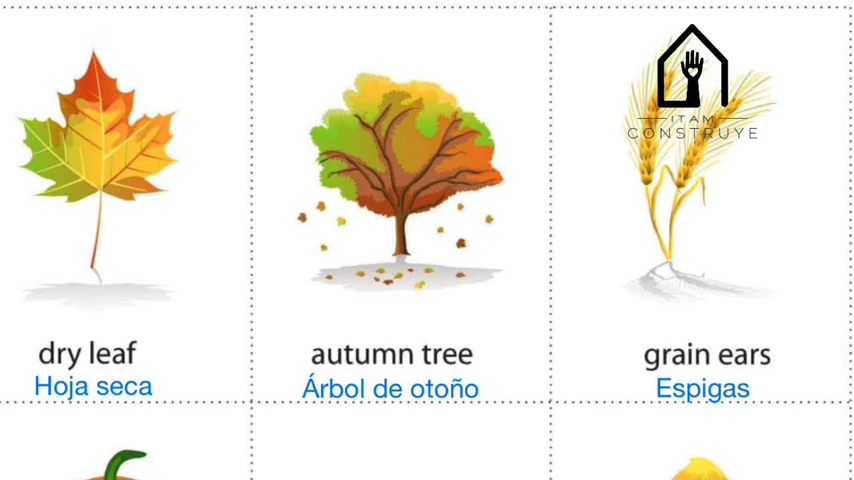 ITAM
CONSTRUYE
dry leaf
autumn tree
grain ears
Hoja seca
Árbol de otoño
Espigas